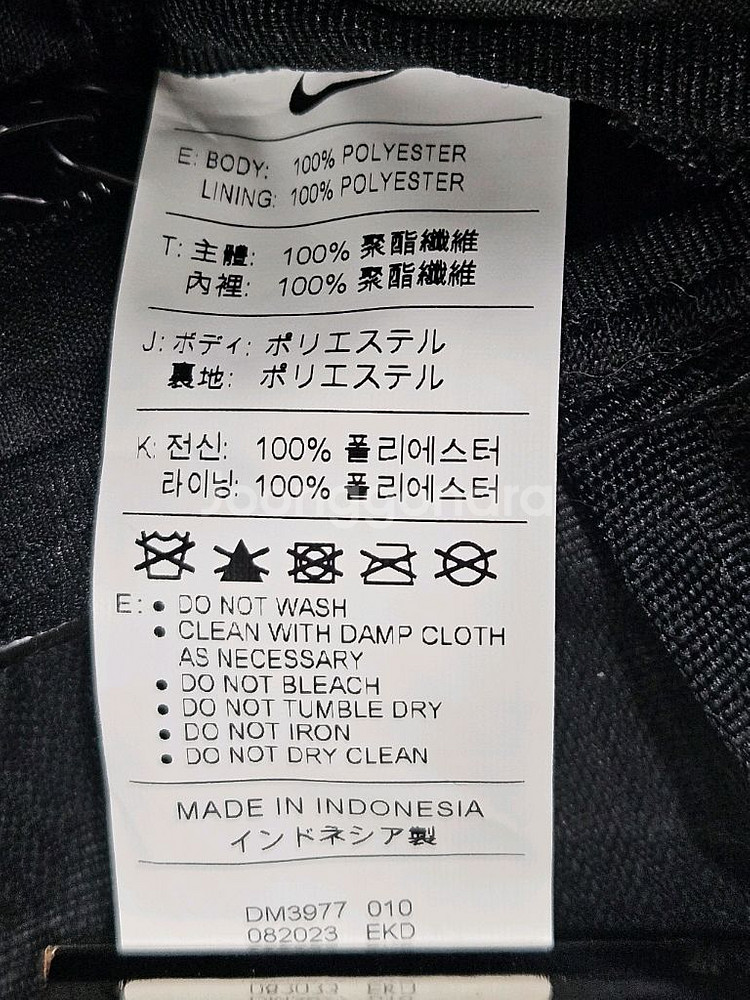 E: BODY: 100% POLYESTER
LINING: 100% POLYESTER
T: 主體: 100% 聚酯纖維
內裡: 100% 聚酯纖維
J: ボディ: ポリエステル
裏地: ポリエステル
K: 전신: 100% 폴리에스터
라이닝: 100% 폴리에스터
joonggonara
E: • DO NOT WASH
• CLEAN WITH DAMP CLOTH
AS NECESSARY
• DO NOT BLEACH
• DO NOT TUMBLE DRY
• DO NOT IRON
• DO NOT DRY CLEAN
MADE IN INDONESIA
インドネシア製
DM3977 010
082023 EKD